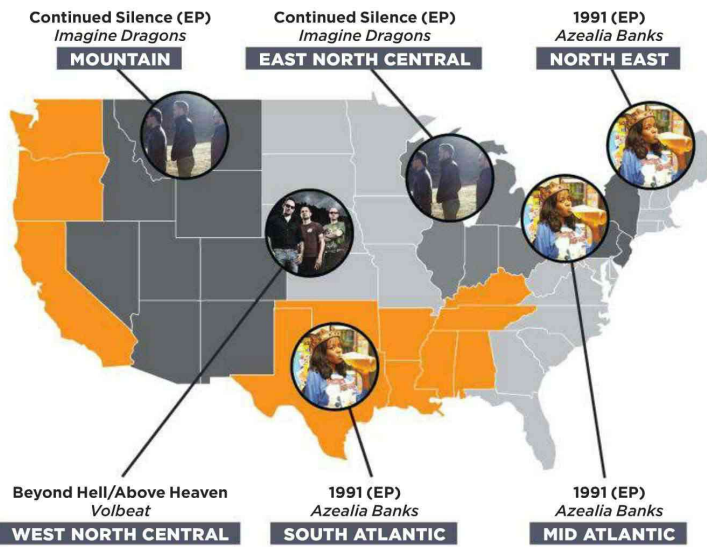 Continued Silence (EP)
Imagine Dragons
MOUNTAIN
Continued Silence (EP)
Imagine Dragons
EAST NORTH CENTRAL
1991 (EP)
Azealia Banks
NORTH EAST
Beyond Hell/Above Heaven
Volbeat
WEST NORTH CENTRAL
1991 (EP)
Azealia Banks
SOUTH ATLANTIC
1991 (EP)
Azealia Banks
MID ATLANTIC